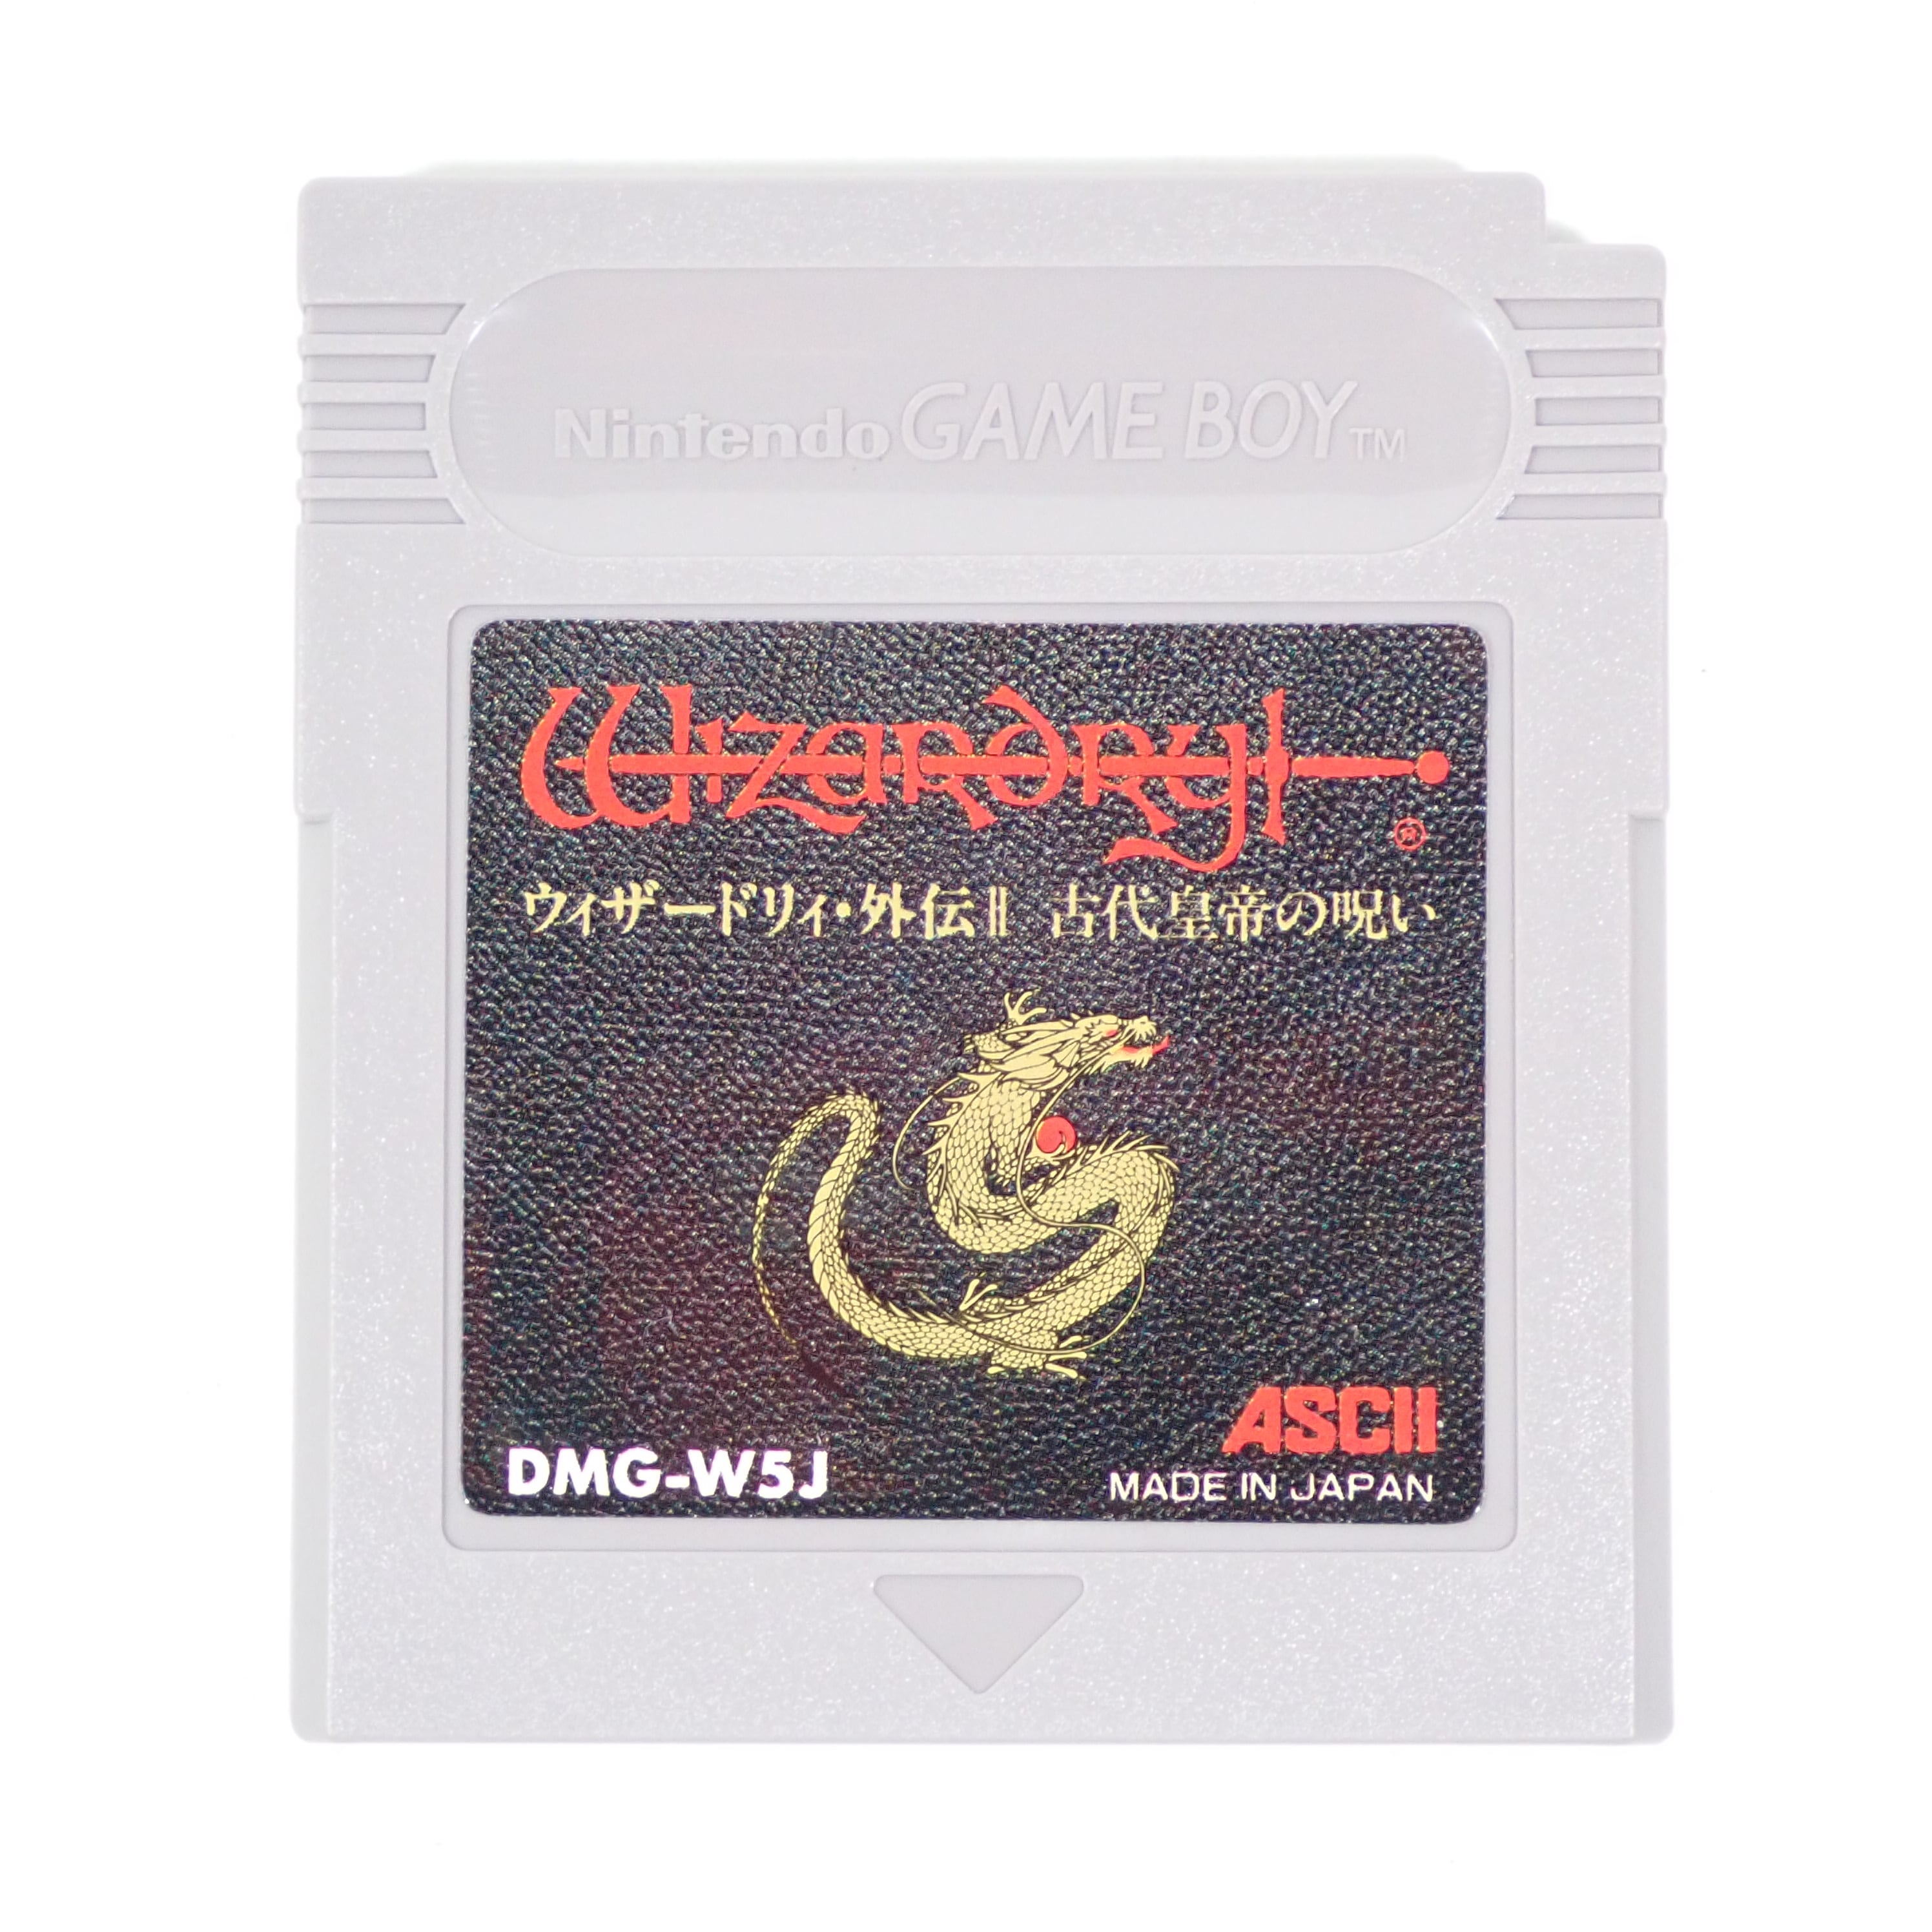 Nintendo GAME BOY™
Wizardry
®
ウィザードリィ・外伝II 古代皇帝の呪い
ASCII
DMG-W5J
MADE IN JAPAN